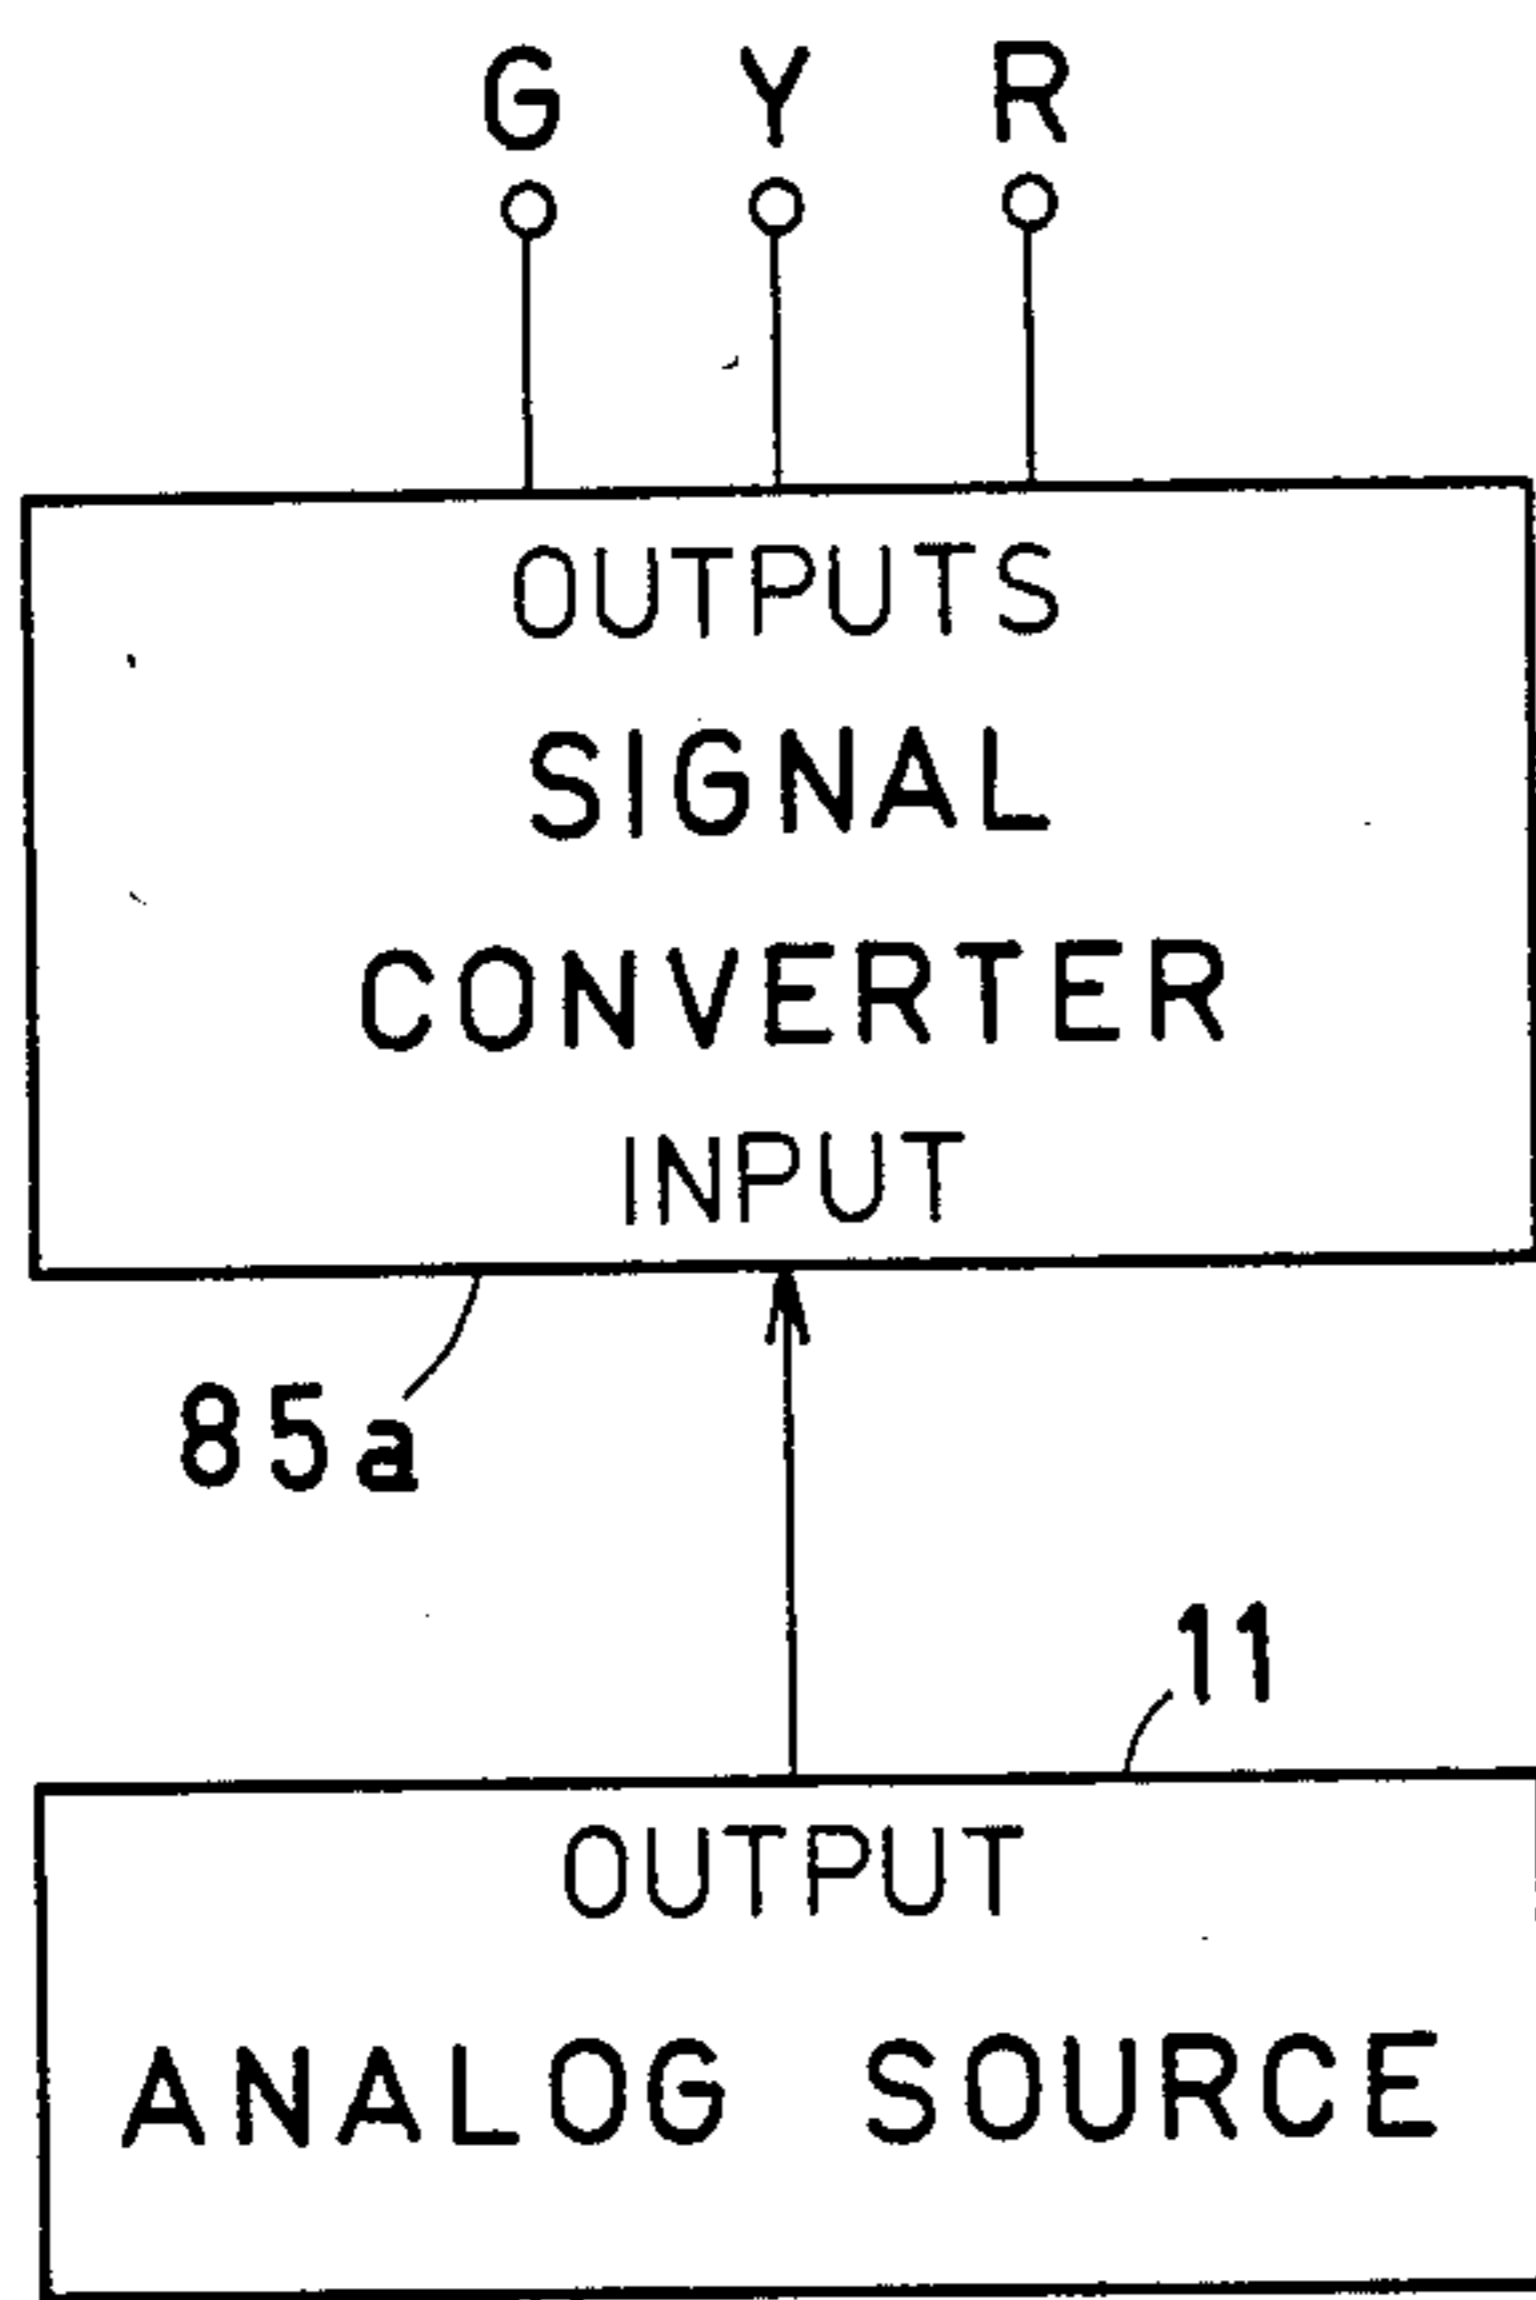 G Y R
OUTPUTS
SIGNAL
CONVERTER
INPUT
85a
11
OUTPUT
ANALOG SOURCE